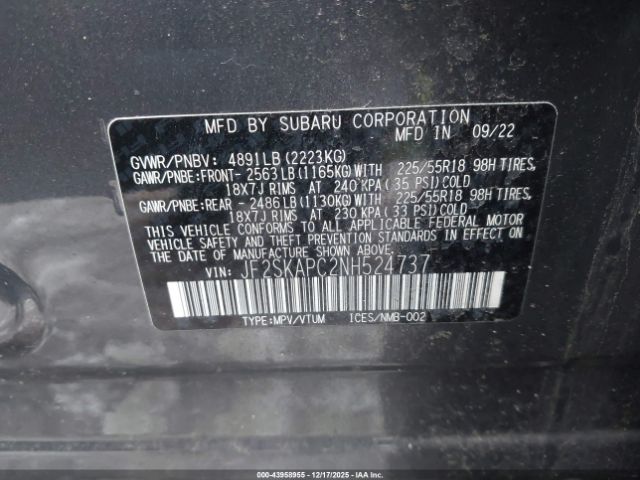 MFD BY SUBARU CORPORATION
MFD IN 09/22
GVWR/PNBV: 4891LB(2223KG)
GAWR/PNBE:FRONT- 2563LB(1165KG)WITH 225/55R18 98H TIRES,
18X7J RIMS AT 240 KPA(35 PSI)COLD
GAWR/PNBE:REAR - 2486LB(1130KG)WITH 225/55R18 98H TIRES,
18X7J RIMS AT 230 KPA(33 PSI)COLD
THIS VEHICLE CONFORMS TO ALL APPLICABLE FEDERAL MOTOR
VEHICLE SAFETY AND BUMPER STANDARDS IN EFFECT ON
THE DATE OF MANUFACTURE SHOWN ABOVE.
VIN: JF2SKAPC2NH524737
TYPE:MPV/VTUM ICES/NMB-002
000-43958955 - 12/17/2025 - Copyright © IAA, LLC